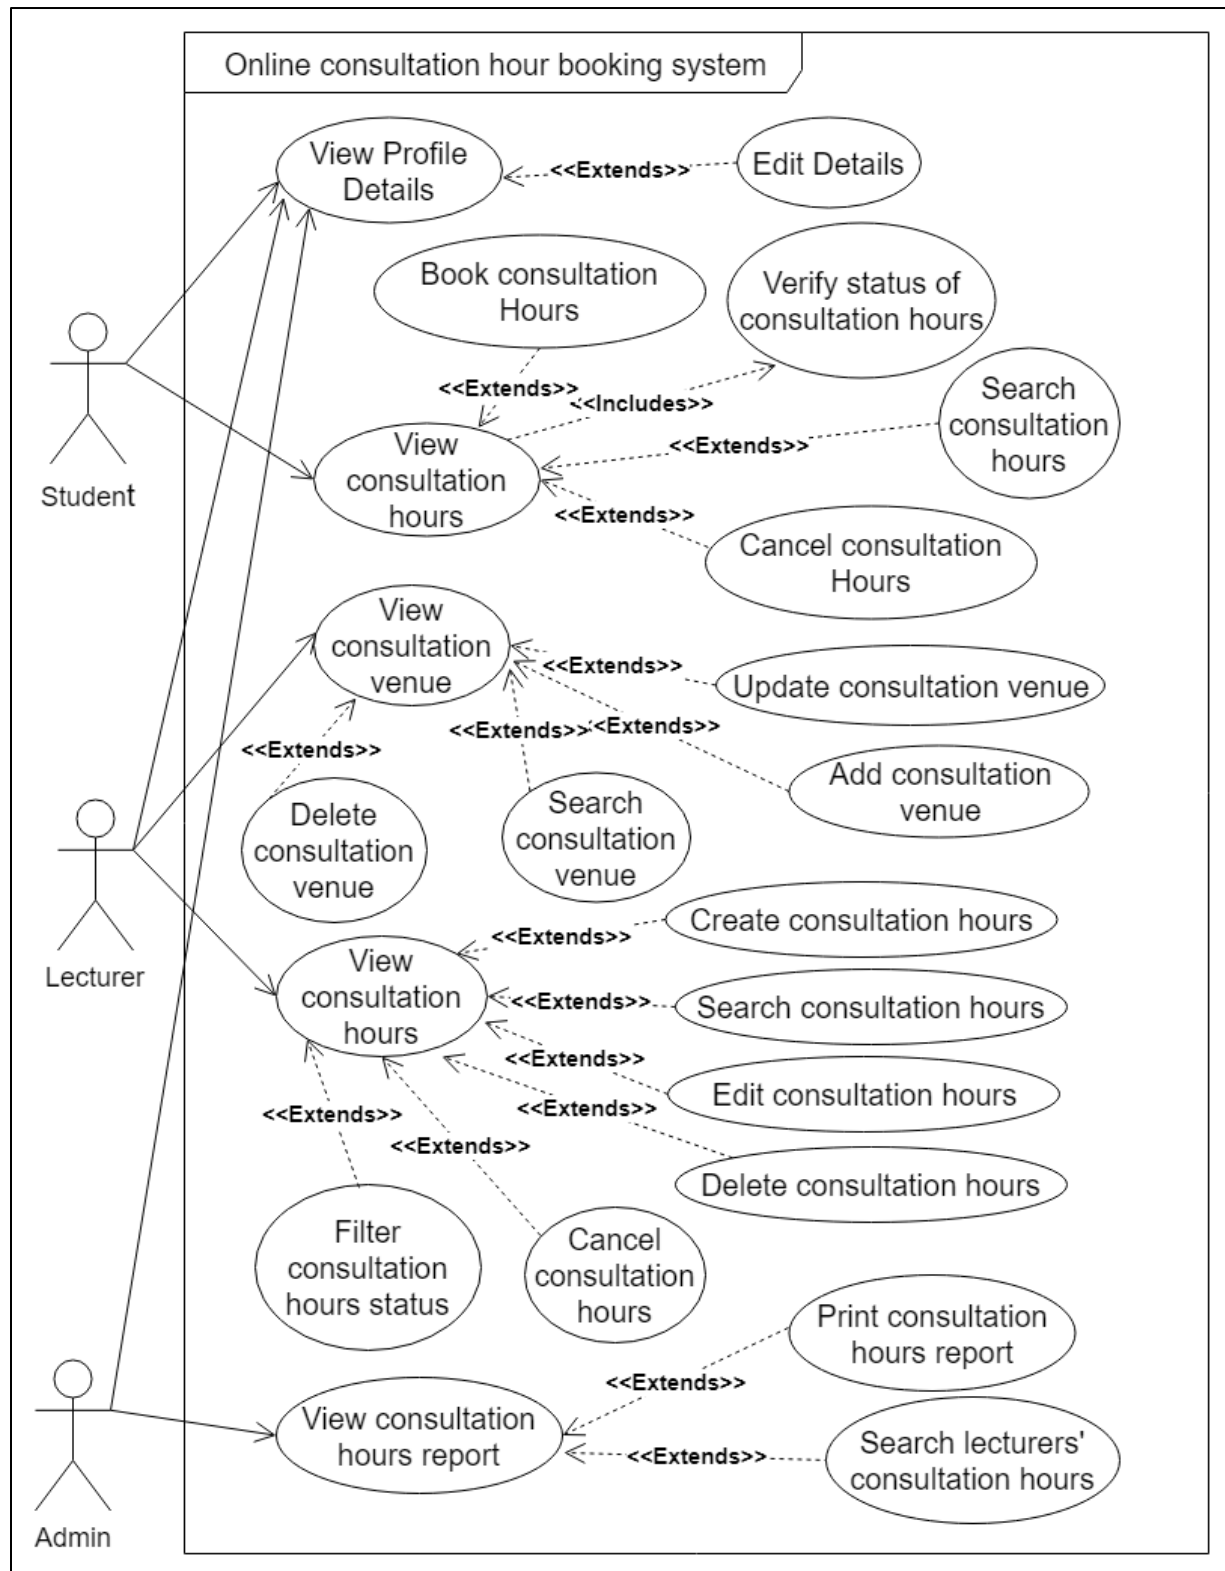 Online consultation hour booking system
View Profile
Details
<<Extends>>
Edit Details
Book consultation
Hours
Verify status of
consultation hours
<<Extends>>
<<Includes>>
Search
consultation
hours
<<Extends>>
View
consultation
hours
<<Extends>>
Cancel consultation
Hours
Student
View
consultation
venue
<<Extends>>
Update consultation venue
<<Extends>>
<<Extends>>
<<Extends>>
Add consultation
venue
Delete
consultation
venue
Search
consultation
venue
Lecturer
View
consultation
hours
<<Extends>>
Create consultation hours
<<Extends>>
Search consultation hours
<<Extends>>
Edit consultation hours
<<Extends>>
Delete consultation hours
<<Extends>>
<<Extends>>
Filter
consultation
hours status
Cancel
consultation
hours
Print consultation
hours report
<<Extends>>
View consultation
hours report
<<Extends>>
Search lecturers'
consultation hours
Admin